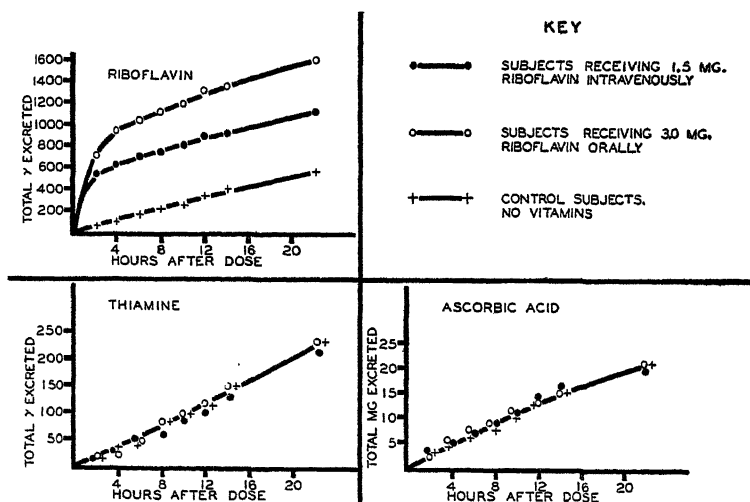 RIBOFLAVIN
TOTAL γ EXCRETED
1600
1400
1200
1000
800
600
400
200
4 8 12 16 20
HOURS AFTER DOSE
KEY
SUBJECTS RECEIVING 1.5 MG.
RIBOFLAVIN INTRAVENOUSLY
SUBJECTS RECEIVING 3.0 MG.
RIBOFLAVIN ORALLY
CONTROL SUBJECTS.
NO VITAMINS
THIAMINE
TOTAL γ EXCRETED
250
200
150
100
50
4 8 12 16 20
HOURS AFTER DOSE
ASCORBIC ACID
TOTAL MG EXCRETED
25
20
15
10
5
4 8 12 16 20
HOURS AFTER DOSE